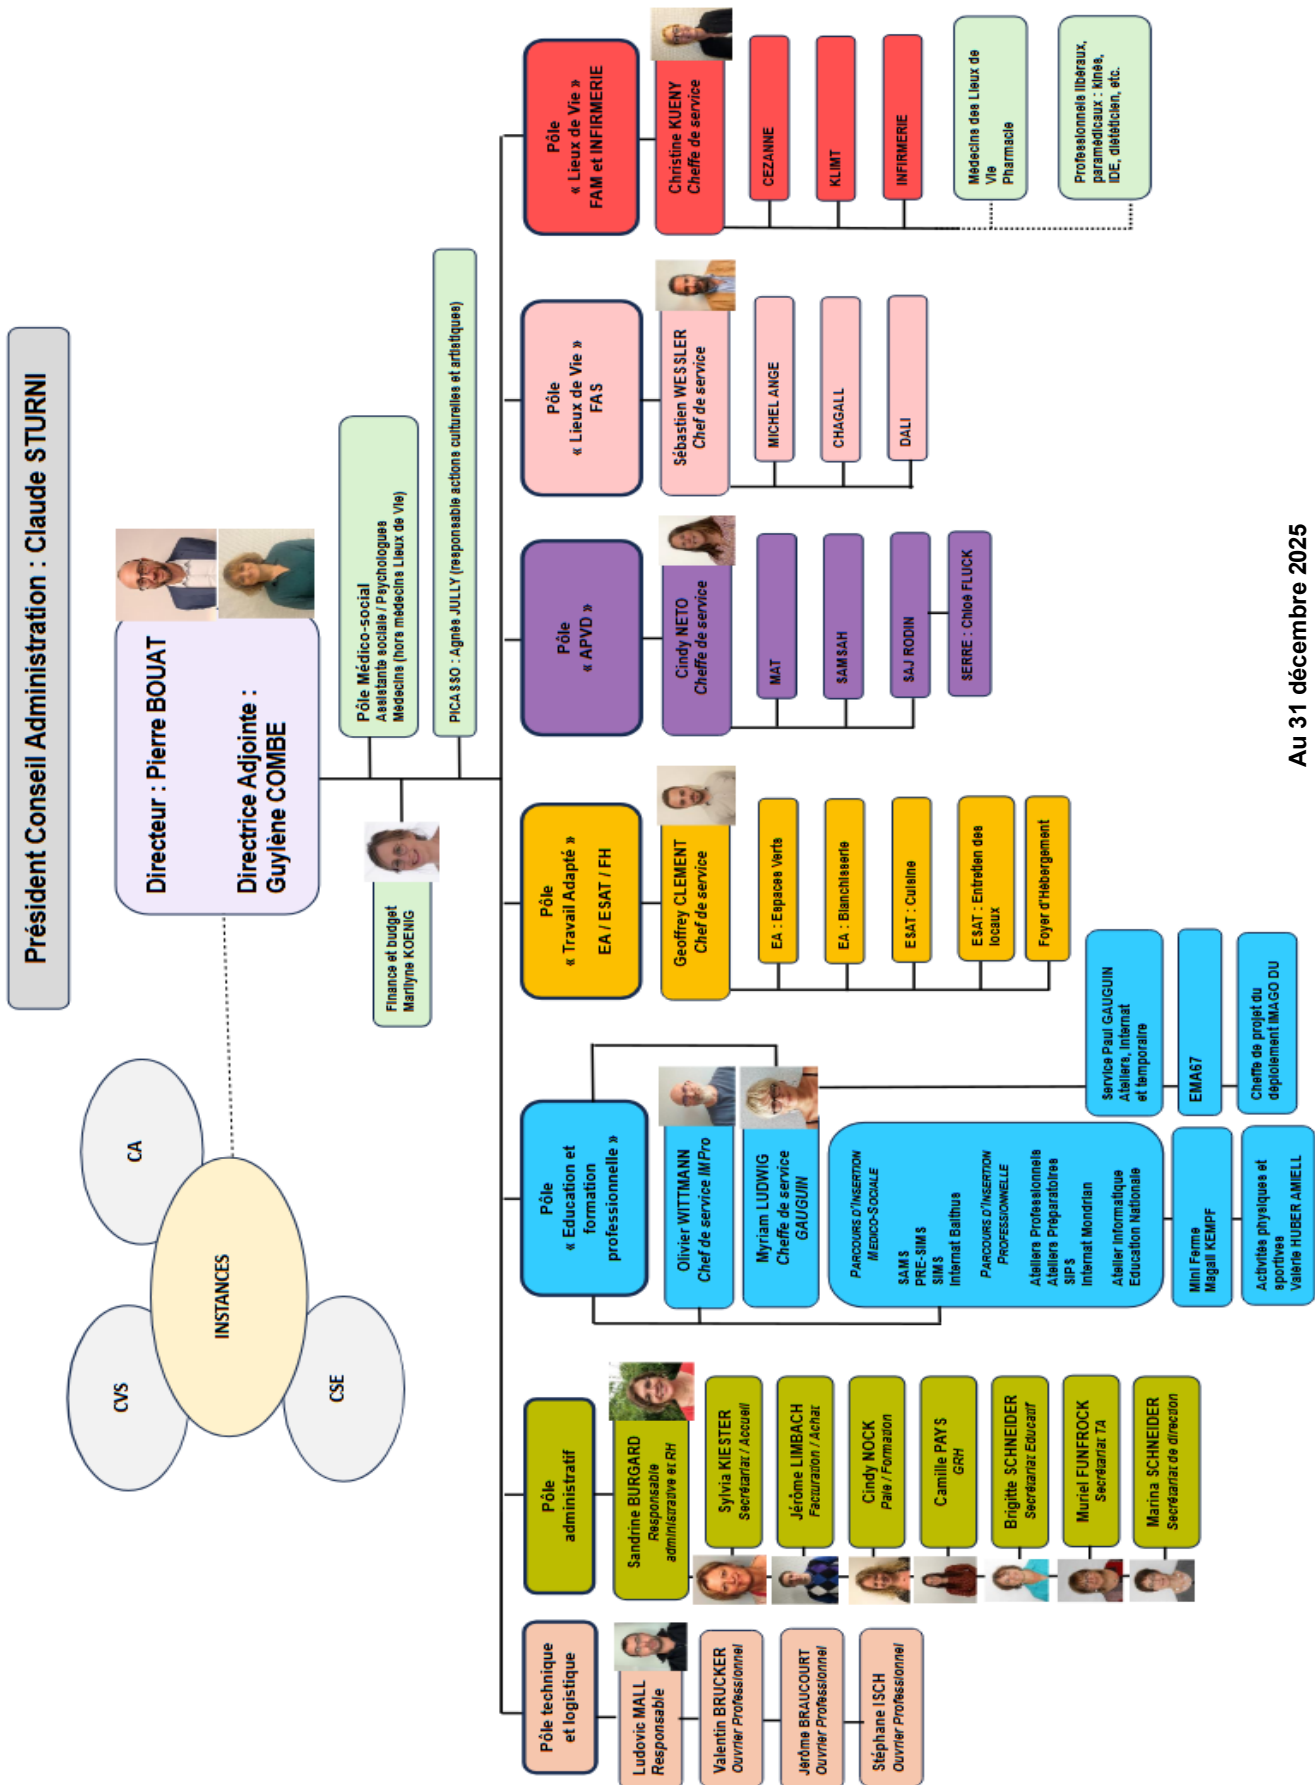 Président Conseil Administration : Claude STURNI
Directeur : Pierre BOUAT
Directrice Adjointe :
Guylène COMBE
CVS
CA
INSTANCES
CSE
Pôle Médico-social
Assistante sociale / Psychologues
Médecins (hors médecins Lieux de Vie)
Finance et budget
Marilyne KOENIG
PICASSO : Agnès JULLY (responsable actions culturelles et artistiques)
Pôle technique
et logistique
Ludovic MALL
Responsable
Valentin BRUCKER
Ouvrier Professionnel
Jerôme BRAUCOURT
Ouvrier Professionnel
Stéphane ISCH
Ouvrier Professionnel
Pôle
administratif
Sandrine BURGARD
Responsable
administrative et RH
Sylvia KIESTER
Secrétariat / Accueil
Jérôme LIMBACH
Facturation / Achat
Cindy NOCK
Paie / Formation
Camille PAYS
GRH
Brigitte SCHNEIDER
Secrétariat Educatif
Muriel FUNFROCK
Secrétariat TA
Marina SCHNEIDER
Secrétariat de direction
Pôle
« Education et
formation
professionnelle »
Olivier WITTMANN
Chef de service IMPro
Myriam LUDWIG
Cheffe de service
GAUGUIN
PARCOURS D'INSERTION
MEDICO-SOCIALE
SAMS
PRE-SIMS
SIMS
Internat Balthus
PARCOURS D'INSERTION
PROFESSIONNELLE
Ateliers Professionnels
Ateliers Préparatoires
SIPS
Internat Mondrian
Atelier Informatique
Education Nationale
Mini Ferme
Magali KEMPF
Activités physiques et
sportives
Valérie HUBER AMIELL
Service Paul GAUGUIN
Ateliers, Internat
et temporaire
EMA67
Cheffe de projet du
déploiement IMAGO DU
Pôle
« Travail Adapté »
EA / ESAT / FH
Geoffrey CLEMENT
Chef de service
EA : Espaces Verts
EA : Blanchisserie
ESAT : Cuisine
ESAT : Entretien des
locaux
Foyer d'Hébergement
Pôle
« APVD »
Cindy NETO
Cheffe de service
MAT
SAMSAH
SAJ RODIN
SERRE : Chloé FLUCK
Pôle
« Lieux de Vie »
FAS
Sébastien WESSLER
Chef de service
MICHEL ANGE
CHAGALL
DALI
Pôle
« Lieux de Vie »
FAM et INFIRMERIE
Christine KUENY
Cheffe de service
CEZANNE
KLIMT
INFIRMERIE
Médecins des Lieux de
Vie
Pharmacie
Professionnels libéraux,
paramédicaux : kinés,
IDE, diététicien, etc.
Au 31 décembre 2025